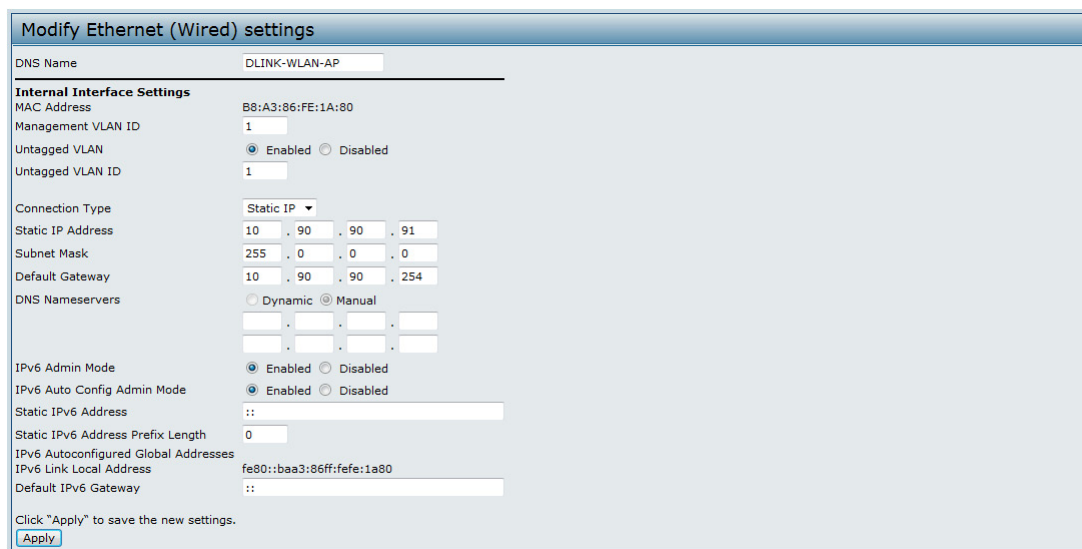 Modify Ethernet (Wired) settings
DNS Name DLINK-WLAN-AP
Internal Interface Settings
MAC Address B8:A3:86:FE:1A:80
Management VLAN ID 1
Untagged VLAN Enabled Disabled
Untagged VLAN ID 1
Connection Type Static IP
Static IP Address 10 . 90 . 90 . 91
Subnet Mask 255 . 0 . 0 . 0
Default Gateway 10 . 90 . 90 . 254
DNS Nameservers Dynamic Manual
. . .
. . .
IPv6 Admin Mode Enabled Disabled
IPv6 Auto Config Admin Mode Enabled Disabled
Static IPv6 Address ::
Static IPv6 Address Prefix Length 0
IPv6 Autoconfigured Global Addresses
IPv6 Link Local Address fe80::baa3:86ff:fefe:1a80
Default IPv6 Gateway ::
Click "Apply" to save the new settings.
Apply